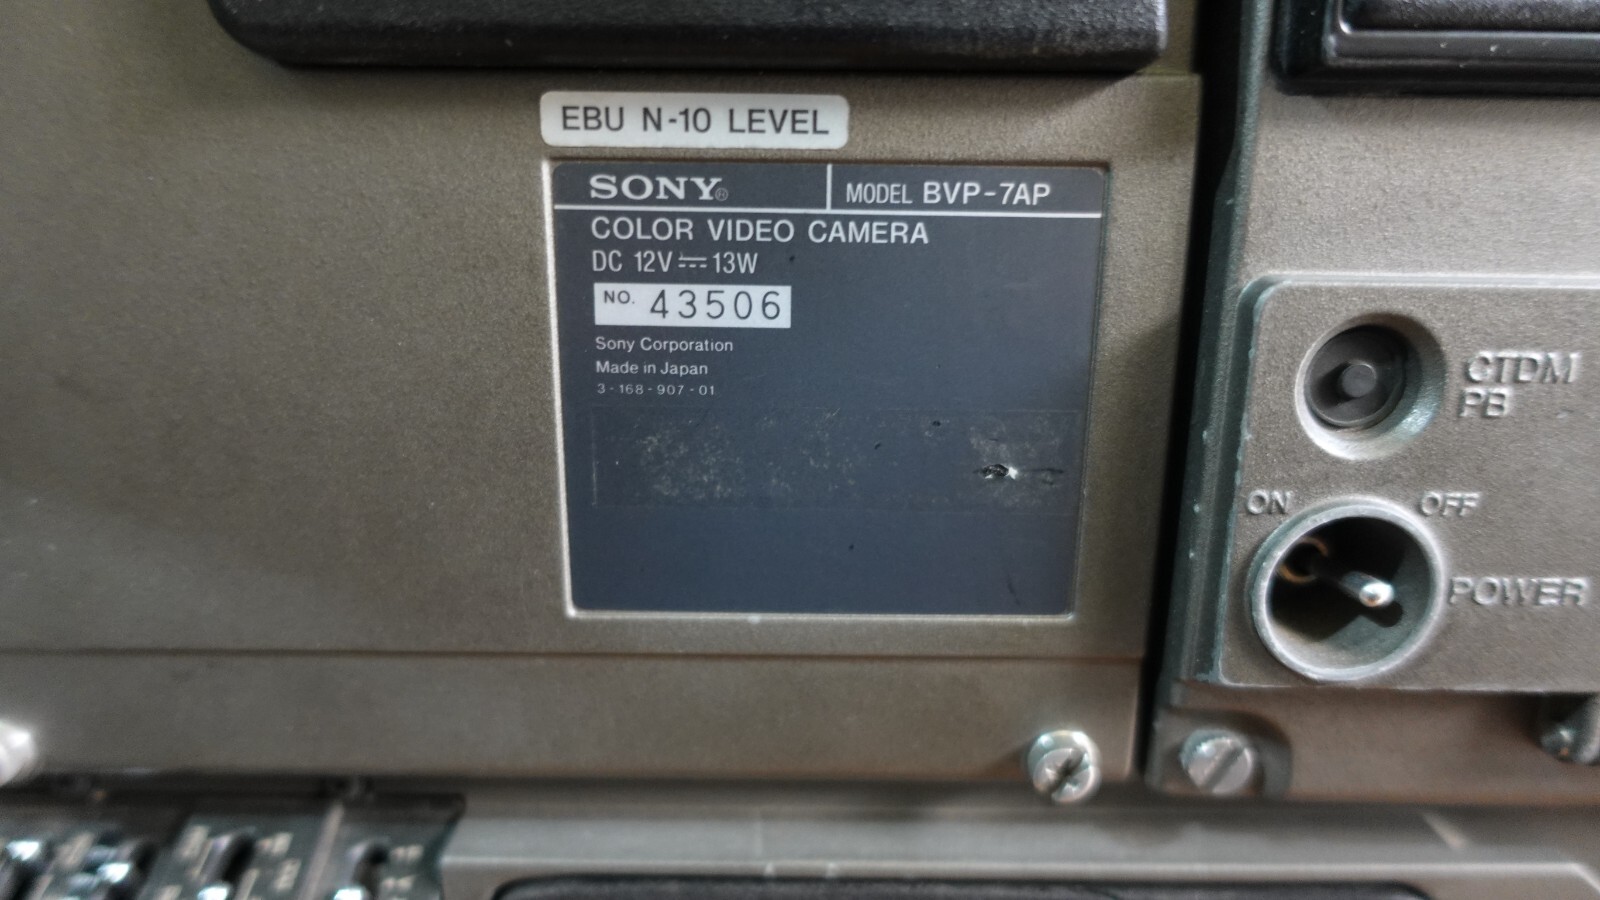 EBU N-10 LEVEL
SONY® MODEL BVP-7AP
COLOR VIDEO CAMERA
DC 12V ⎓ 13W
NO. 43506
Sony Corporation
Made in Japan
3-168-907-01
CTDM
PB
ON OFF
POWER